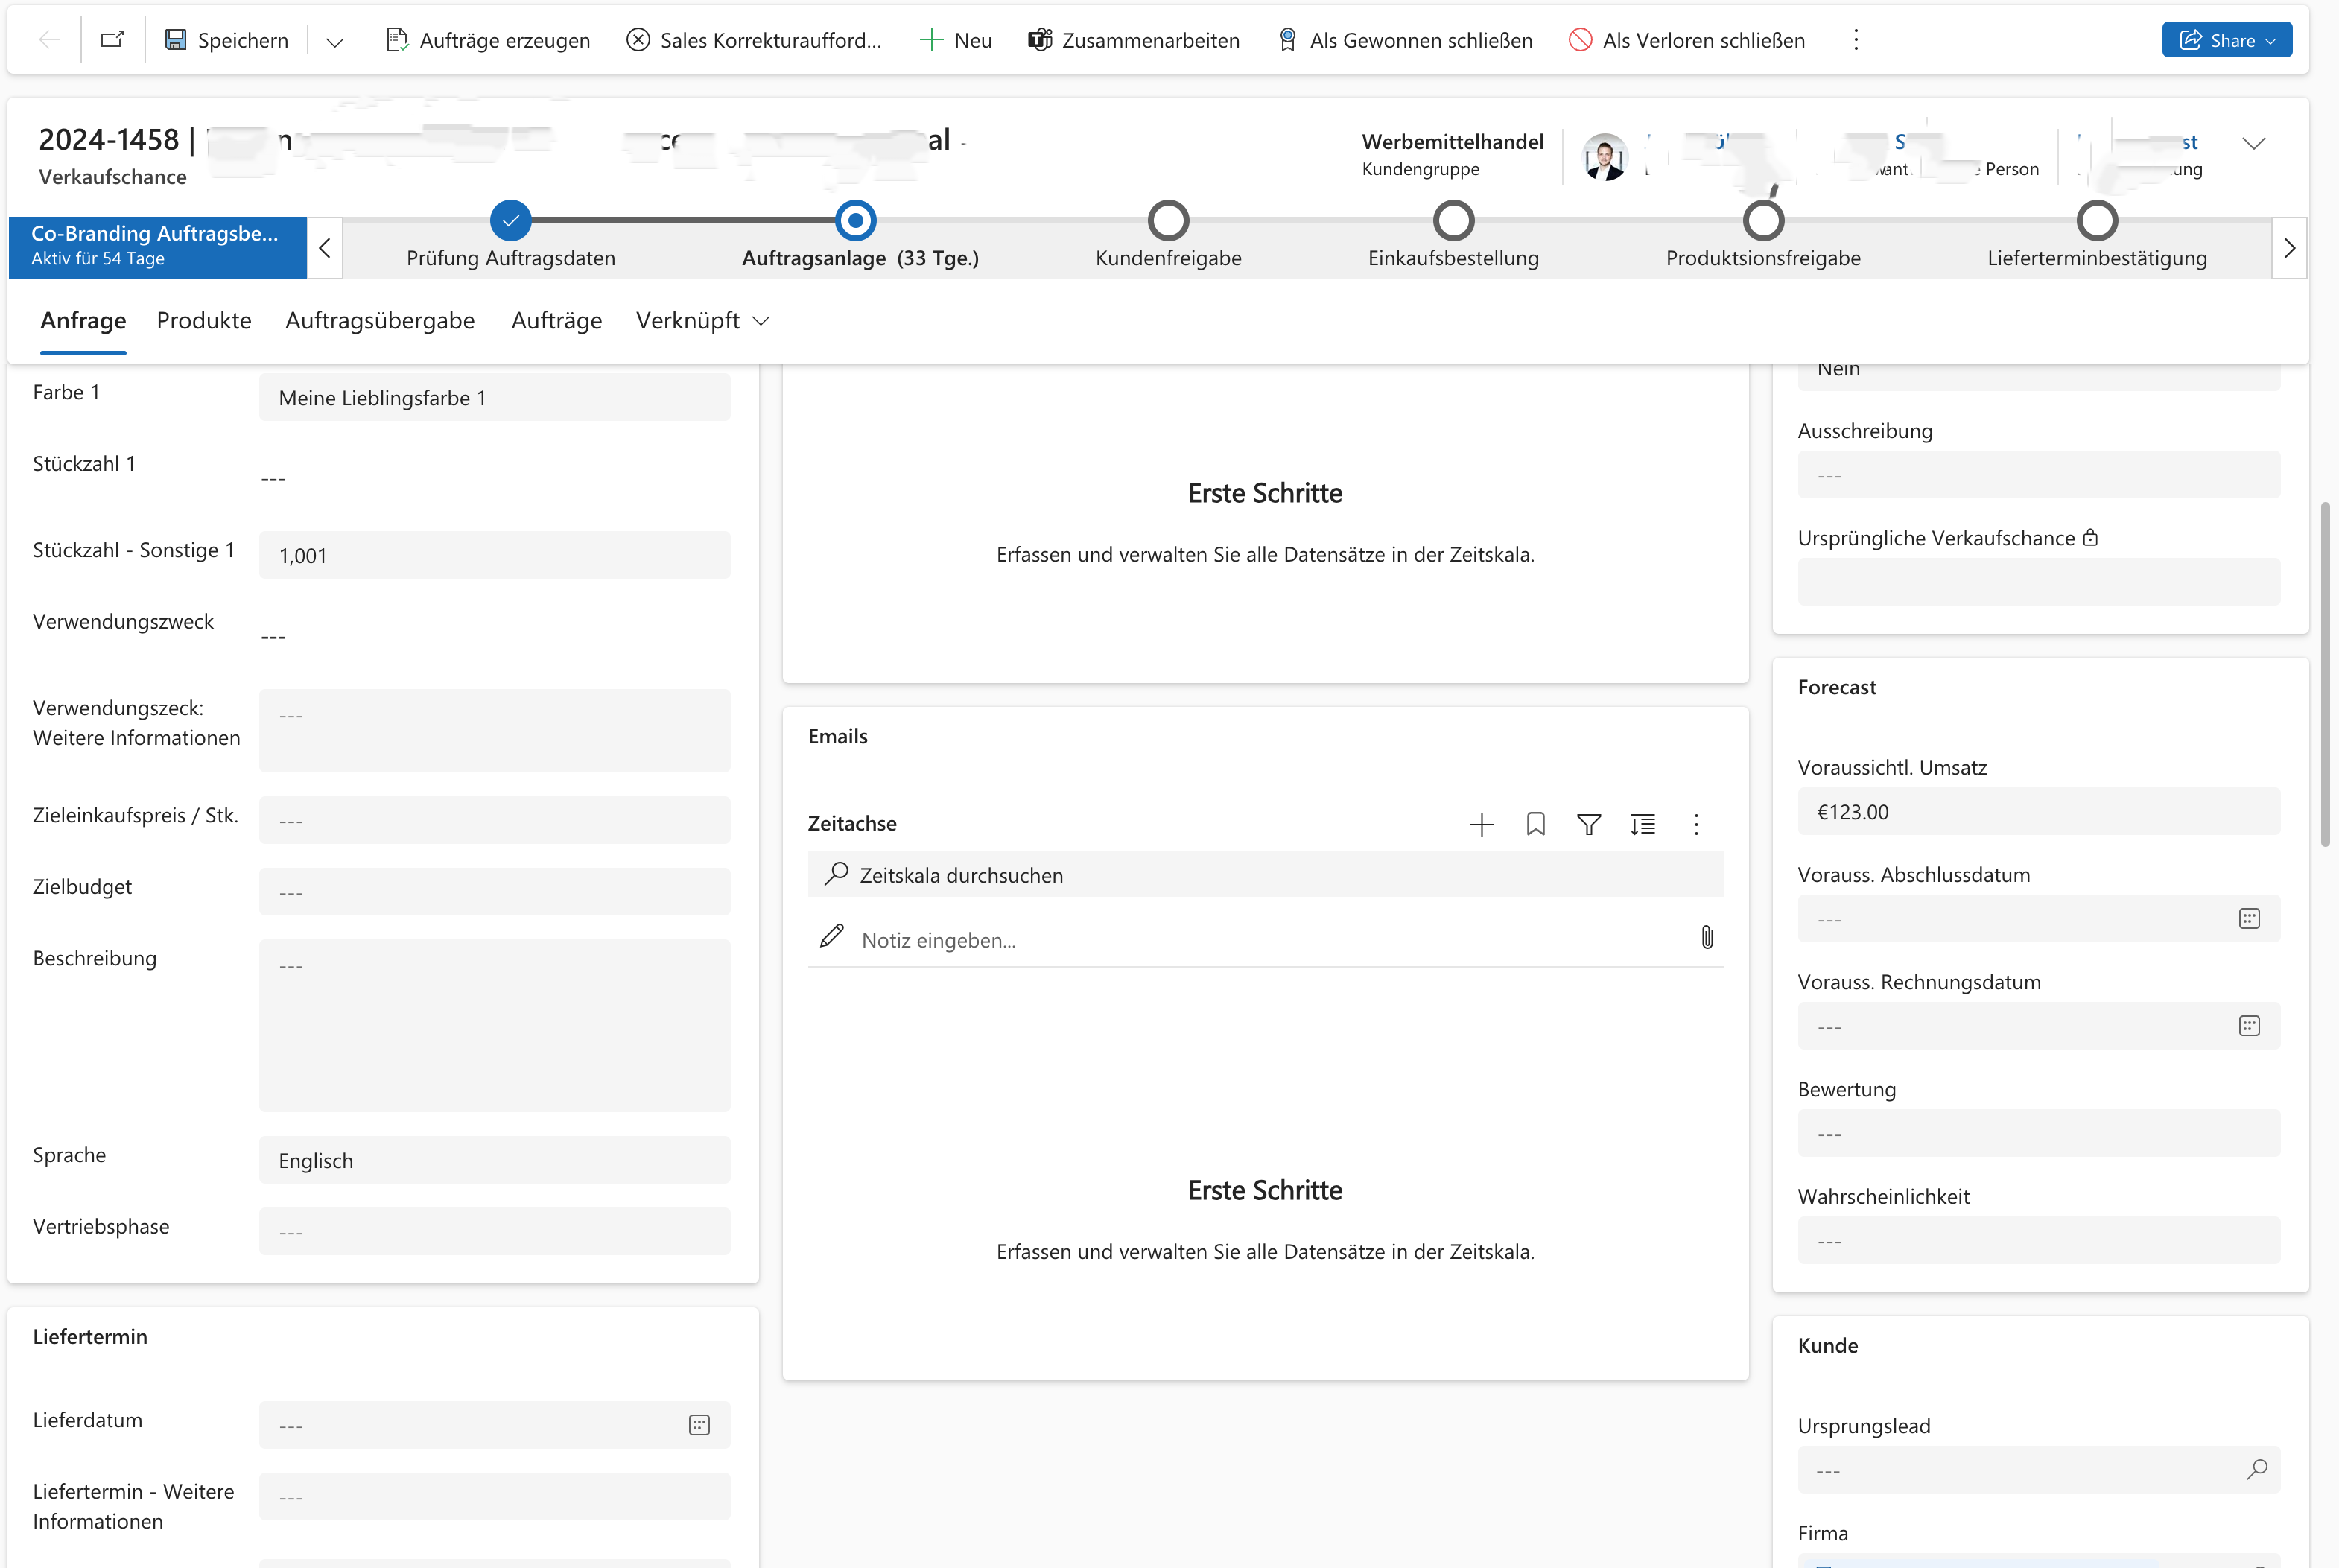 Speichern
Aufträge erzeugen
Sales Korrekturaufford...
Neu
Zusammenarbeiten
Als Gewonnen schließen
Als Verloren schließen
Share
2024-1458 |
Verkaufschance
Werbemittelhandel
Kundengruppe
Person
Co-Branding Auftragsbe...
Aktiv für 54 Tage
Prüfung Auftragsdaten
Auftragsanlage (33 Tge.)
Kundenfreigabe
Einkaufsbestellung
Produktsionsfreigabe
Lieferterminbestätigung
Anfrage
Produkte
Auftragsübergabe
Aufträge
Verknüpft
Farbe 1
Meine Lieblingsfarbe 1
Stückzahl 1
---
Stückzahl - Sonstige 1
1,001
Verwendungszweck
---
Verwendungszeck:
Weitere Informationen
---
Zieleinkaufspreis / Stk.
---
Zielbudget
---
Beschreibung
---
Sprache
Englisch
Vertriebsphase
---
Liefertermin
Lieferdatum
---
Liefertermin - Weitere
Informationen
---
Erste Schritte
Erfassen und verwalten Sie alle Datensätze in der Zeitskala.
Emails
Zeitachse
Zeitskala durchsuchen
Notiz eingeben...
Erste Schritte
Erfassen und verwalten Sie alle Datensätze in der Zeitskala.
Nein
Ausschreibung
---
Ursprüngliche Verkaufschance
Forecast
Voraussichtl. Umsatz
€123.00
Vorauss. Abschlussdatum
---
Vorauss. Rechnungsdatum
---
Bewertung
---
Wahrscheinlichkeit
---
Kunde
Ursprungslead
---
Firma